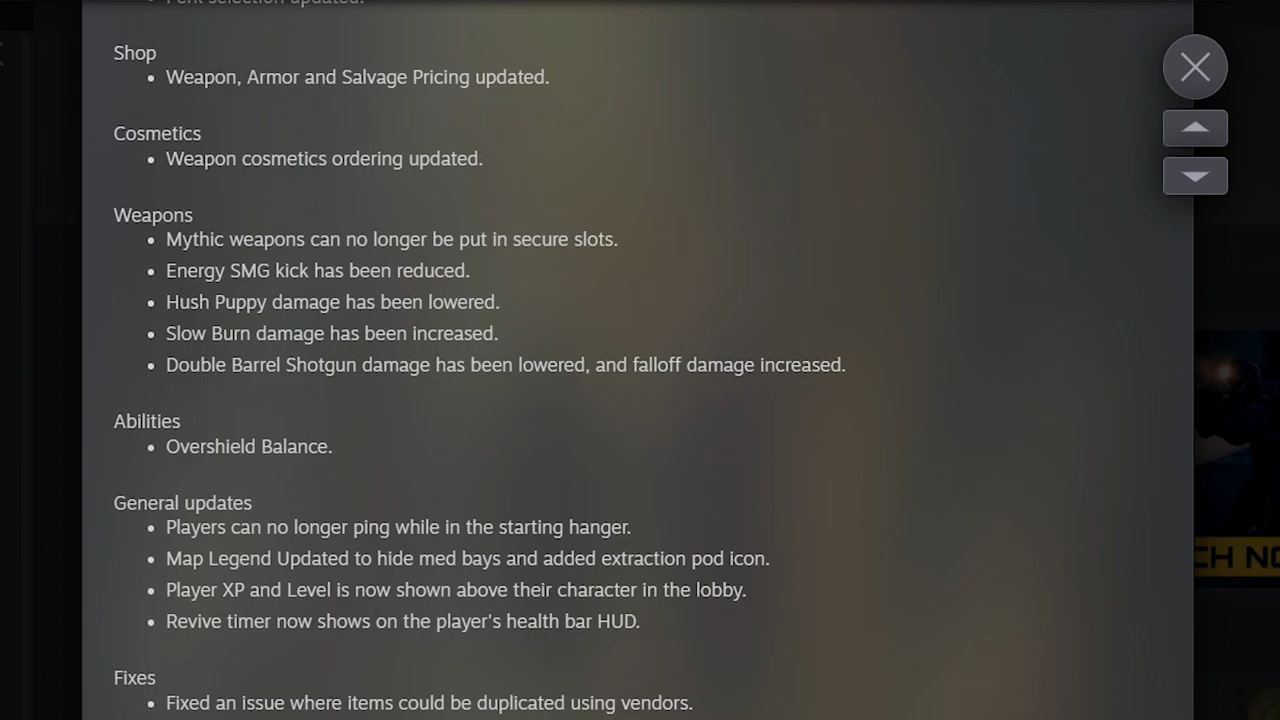 Perk selection updated.
Shop
• Weapon, Armor and Salvage Pricing updated.
Cosmetics
• Weapon cosmetics ordering updated.
Weapons
• Mythic weapons can no longer be put in secure slots.
• Energy SMG kick has been reduced.
• Hush Puppy damage has been lowered.
• Slow Burn damage has been increased.
• Double Barrel Shotgun damage has been lowered, and falloff damage increased.
Abilities
• Overshield Balance.
General updates
• Players can no longer ping while in the starting hanger.
• Map Legend Updated to hide med bays and added extraction pod icon.
• Player XP and Level is now shown above their character in the lobby.
• Revive timer now shows on the player's health bar HUD.
Fixes
• Fixed an issue where items could be duplicated using vendors.